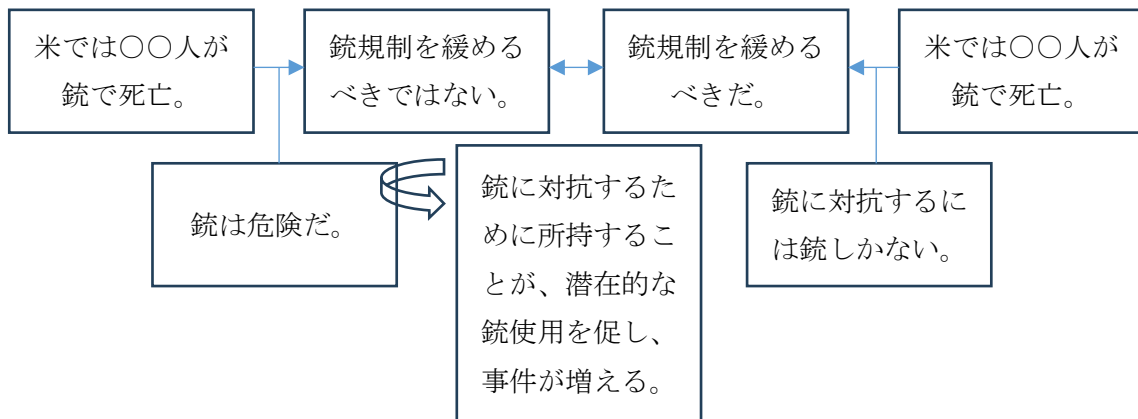 米では〇〇人が
銃で死亡。
銃規制を緩める
べきではない。
銃規制を緩める
べきだ。
米では〇〇人が
銃で死亡。
銃は危険だ。
銃に対抗するた
めに所持するこ
とが、潜在的な
銃使用を促し、
事件が増える。
銃に対抗するに
は銃しかない。